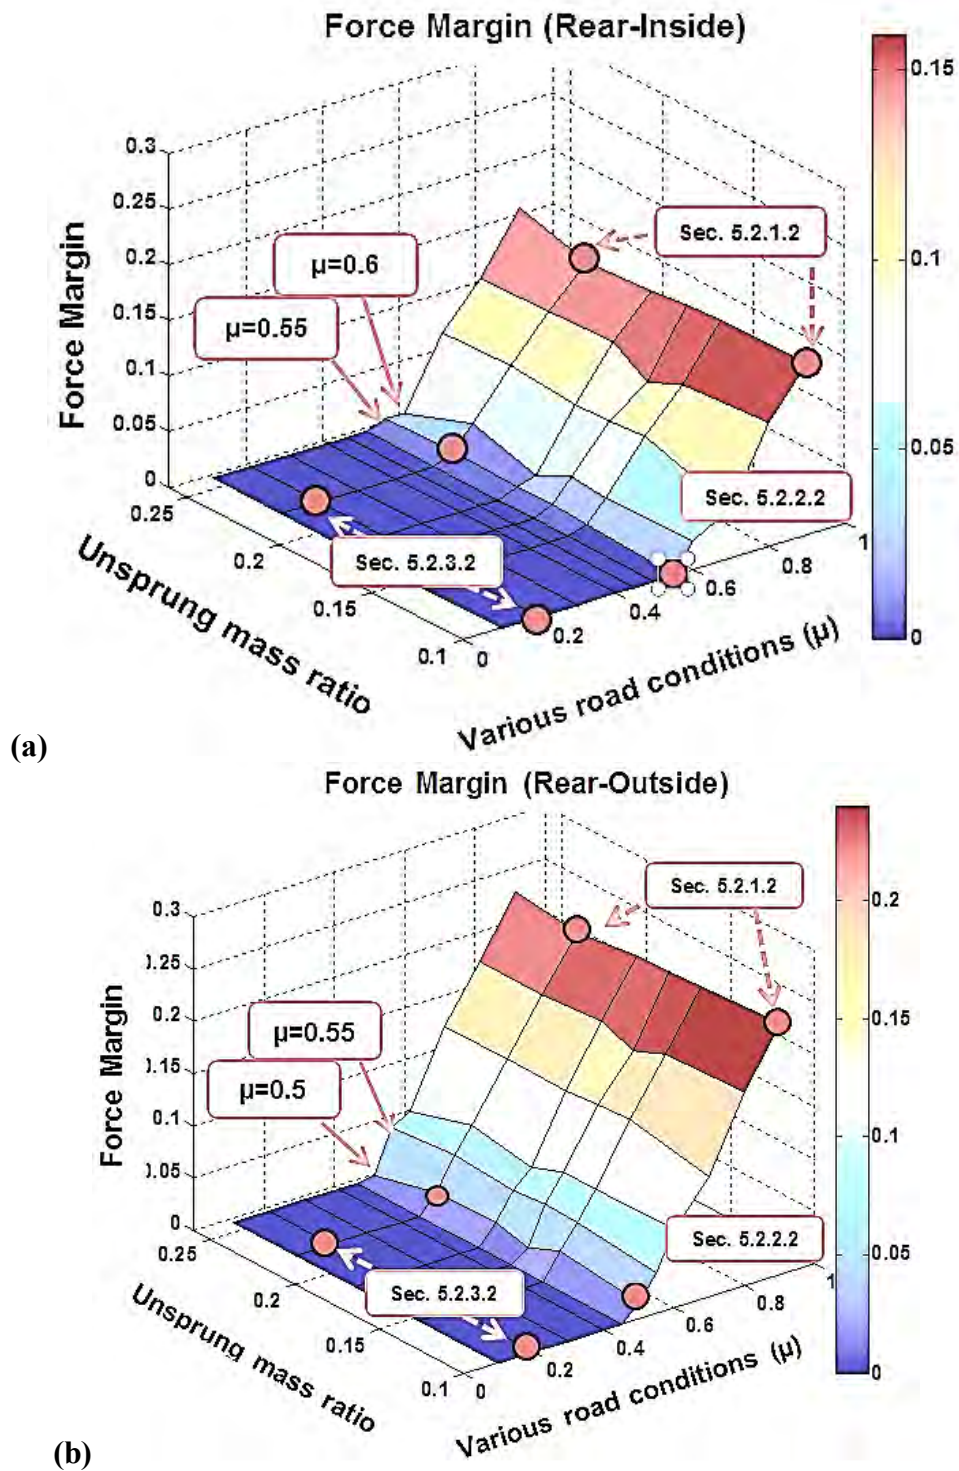 Force Margin (Rear-Inside)
0.15
0.1
0.05
0
0.3
0.25
0.2
0.15
0.1
0.05
0
Force Margin
Sec. 5.2.1.2
μ=0.6
μ=0.55
Sec. 5.2.2.2
Sec. 5.2.3.2
0.25
0.2
0.15
0.1
Unsprung mass ratio
0
0.2
0.4
0.6
0.8
1
Various road conditions (μ)
(a)
Force Margin (Rear-Outside)
0.2
0.15
0.1
0.05
0
0.3
).25
0.2
).15
0.1
).05
0
Force Margin
Sec. 5.2.1.2
μ=0.55
μ=0.5
Sec. 5.2.2.2
Sec. 5.2.3.2
0.25
0.2
0.15
0.1
Unsprung mass ratio
0
0.2
0.4
0.6
0.8
1
Various road conditions (μ)
(b)